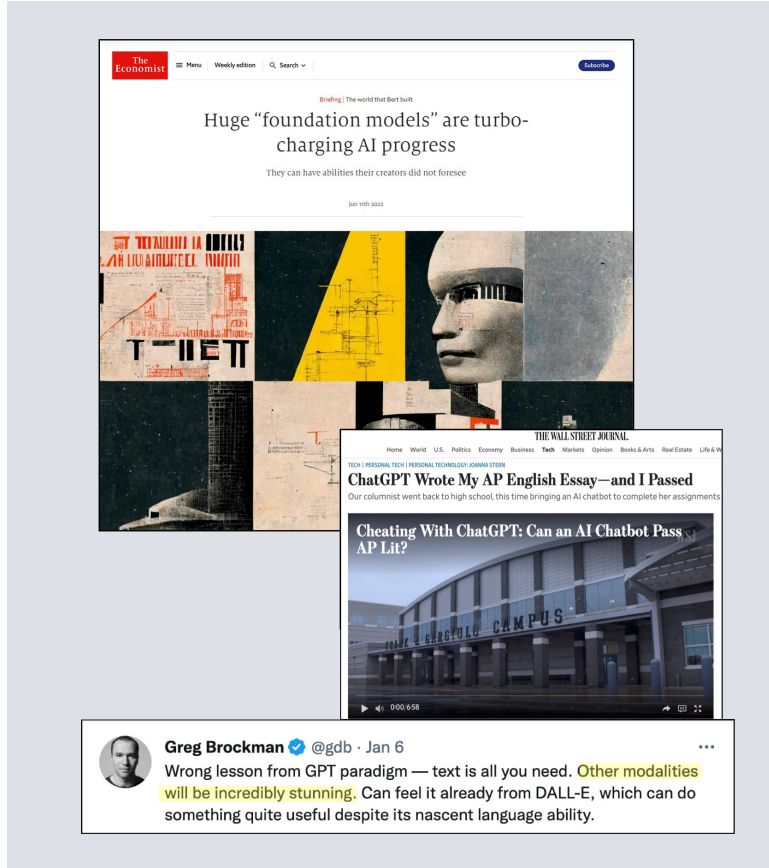 The
Economist
Menu
Weekly edition
Search
Subscribe
Briefing | The world that Bert built
Huge “foundation models” are turbo-
charging AI progress
They can have abilities their creators did not foresee
Jun 11th 2022
THE WALL STREET JOURNAL.
Home World U.S. Politics Economy Business Tech Markets Opinion Books & Arts Real Estate Life & W
TECH | PERSONAL TECH | PERSONAL TECHNOLOGY: JOANNA STERN
ChatGPT Wrote My AP English Essay—and I Passed
Our columnist went back to high school, this time bringing an AI chatbot to complete her assignments
Cheating With ChatGPT: Can an AI Chatbot Pass
AP Lit?
WSJ
CAMPUS
0:00/6:58
Greg Brockman @gdb · Jan 6
Wrong lesson from GPT paradigm — text is all you need. Other modalities
will be incredibly stunning. Can feel it already from DALL-E, which can do
something quite useful despite its nascent language ability.